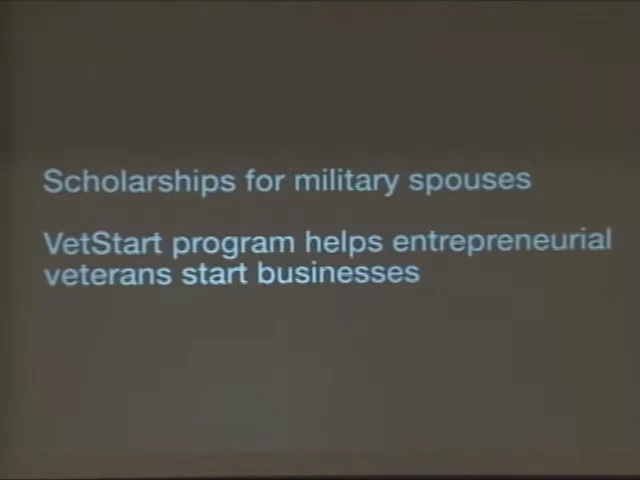 Scholarships for military spouses
VetStart program helps entrepreneurial
veterans start businesses